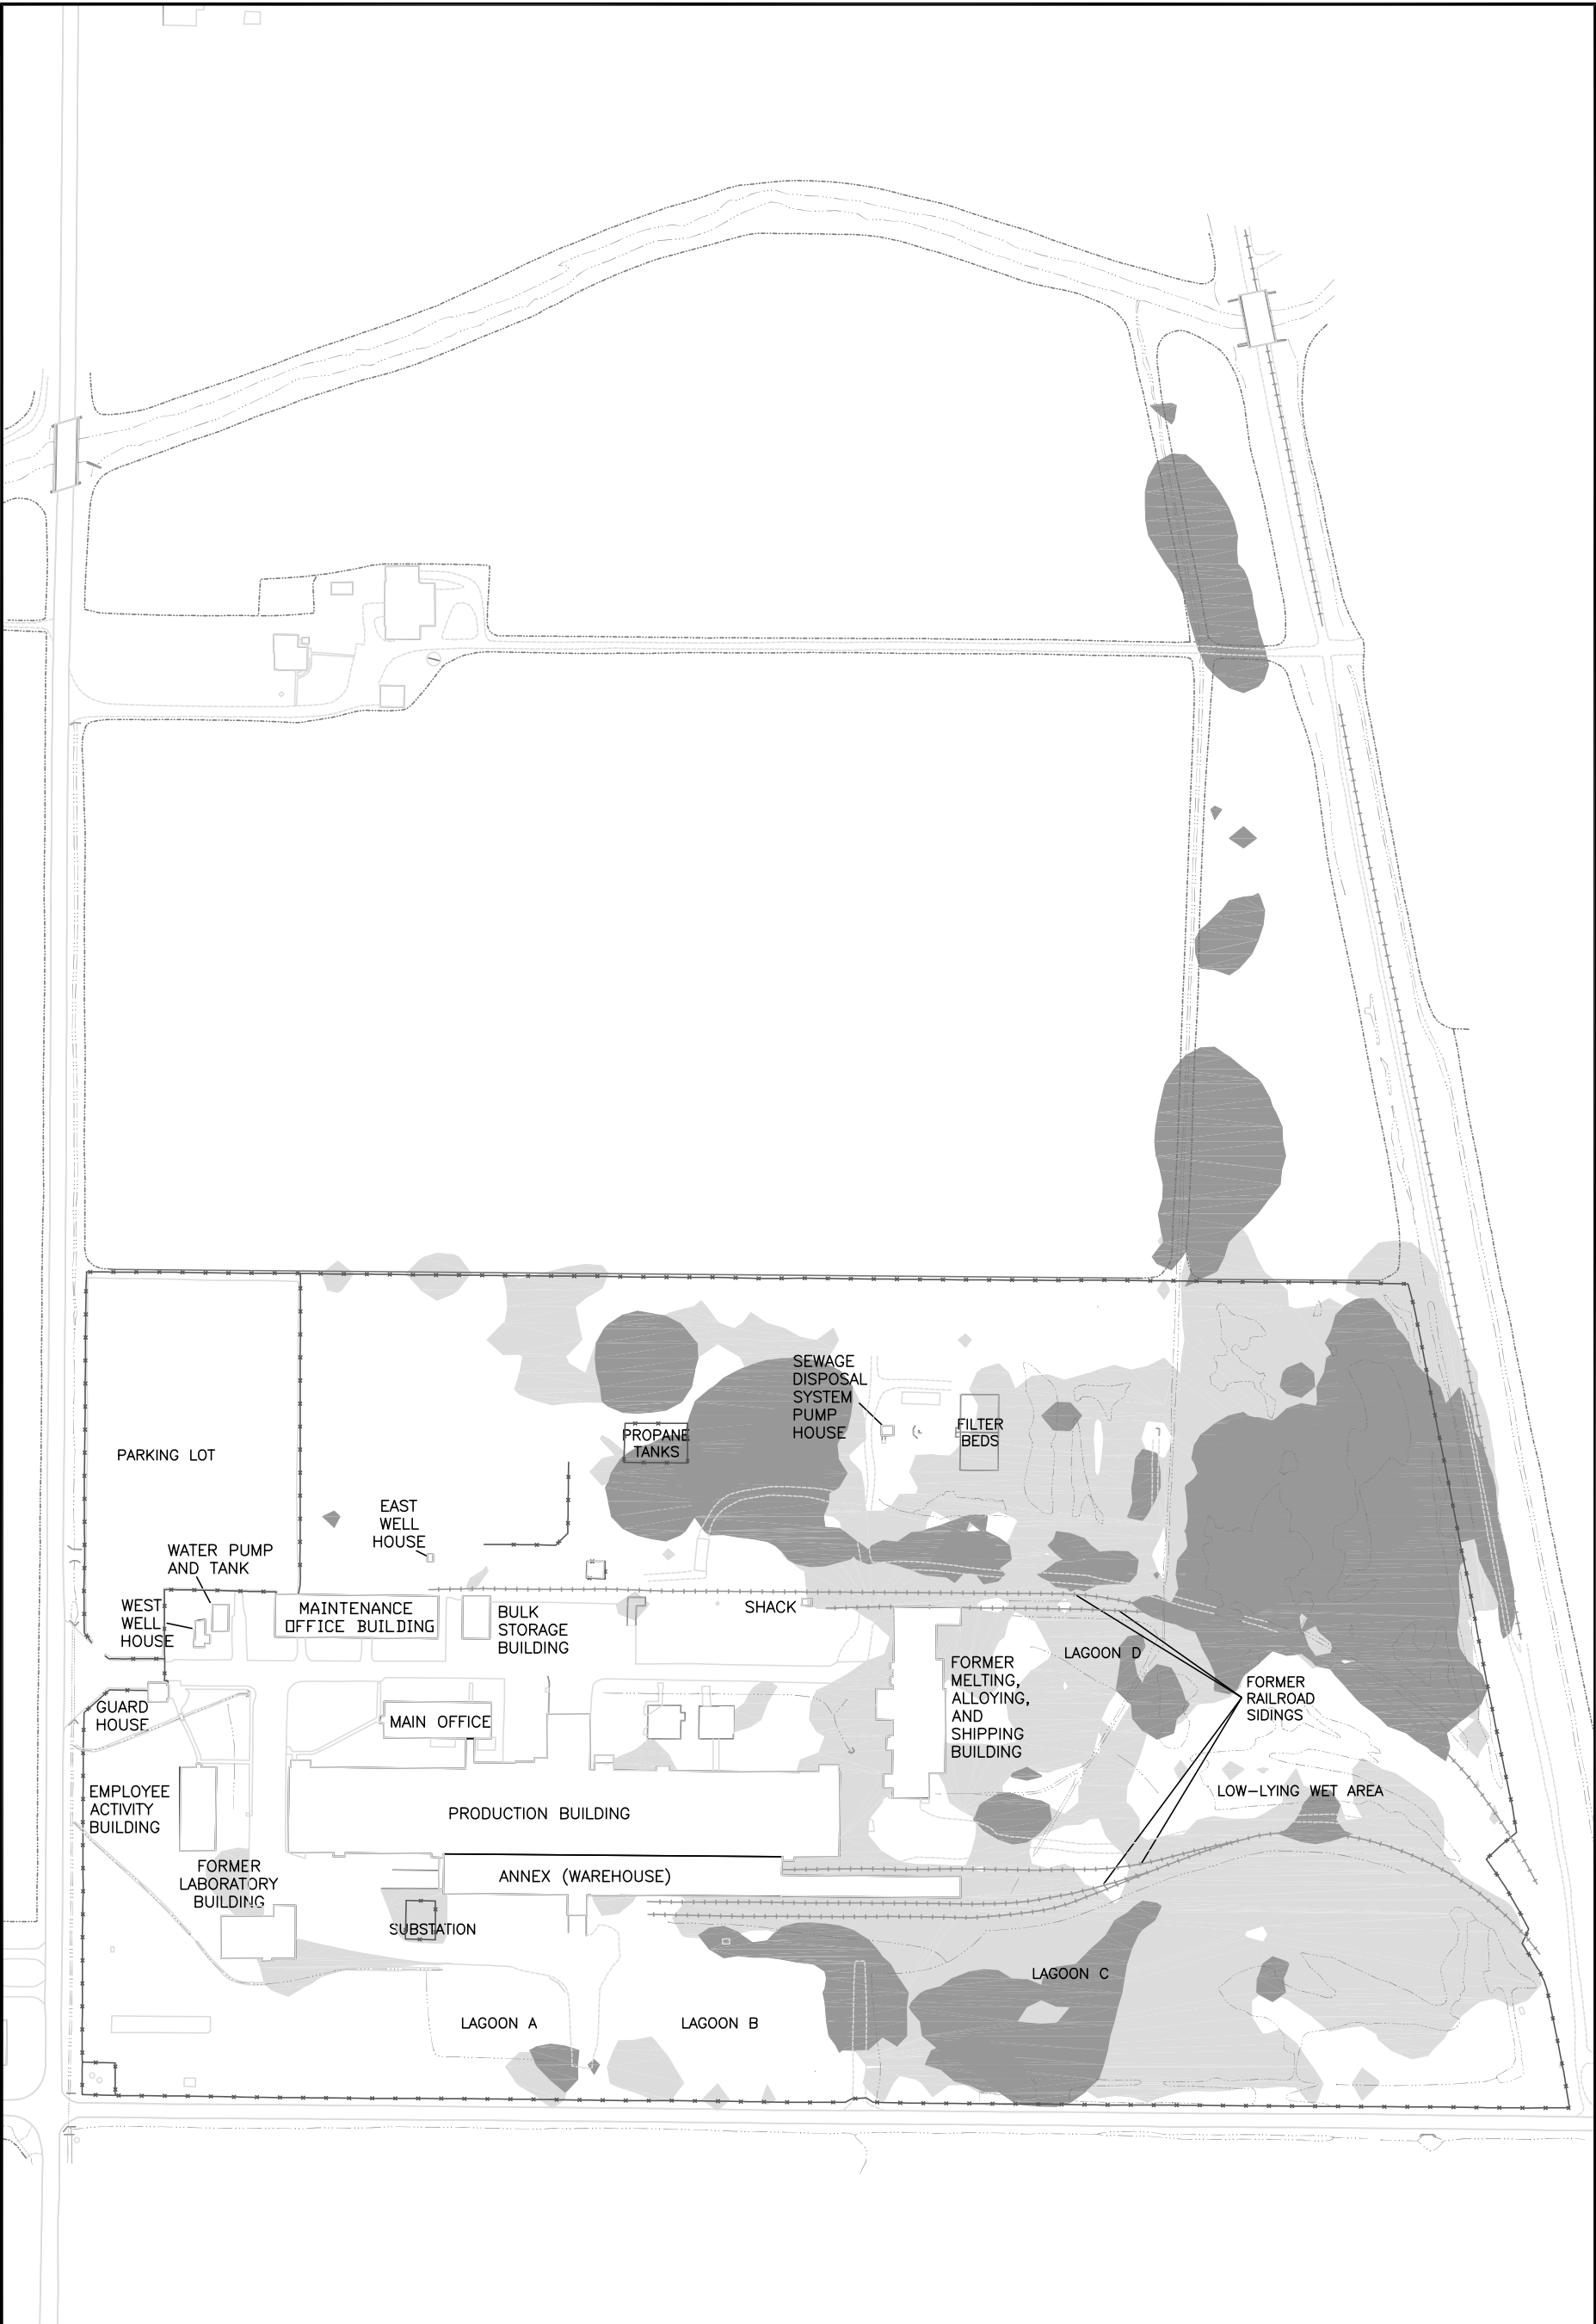 SEWAGE
DISPOSAL
SYSTEM
PUMP
HOUSE
FILTER
BEDS
PROPANE
TANKS
PARKING LOT
EAST
WELL
HOUSE
WATER PUMP
AND TANK
WEST
WELL
HOUSE
MAINTENANCE
OFFICE BUILDING
BULK
STORAGE
BUILDING
SHACK
LAGOON D
FORMER
MELTING,
ALLOYING,
AND
SHIPPING
BUILDING
FORMER
RAILROAD
SIDINGS
GUARD
HOUSE
MAIN OFFICE
EMPLOYEE
ACTIVITY
BUILDING
PRODUCTION BUILDING
LOW-LYING WET AREA
FORMER
LABORATORY
BUILDING
ANNEX (WAREHOUSE)
SUBSTATION
LAGOON C
LAGOON A
LAGOON B